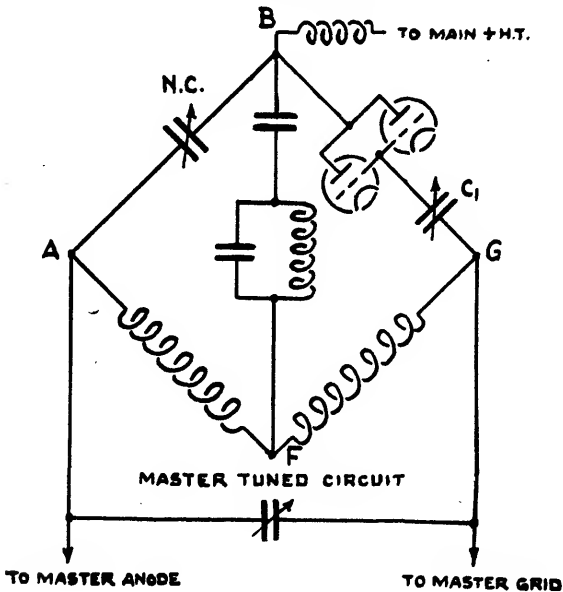 B
TO MAIN + H.T.
N.C.
C₁
A
G
F
MASTER TUNED CIRCUIT
TO MASTER ANODE
TO MASTER GRID